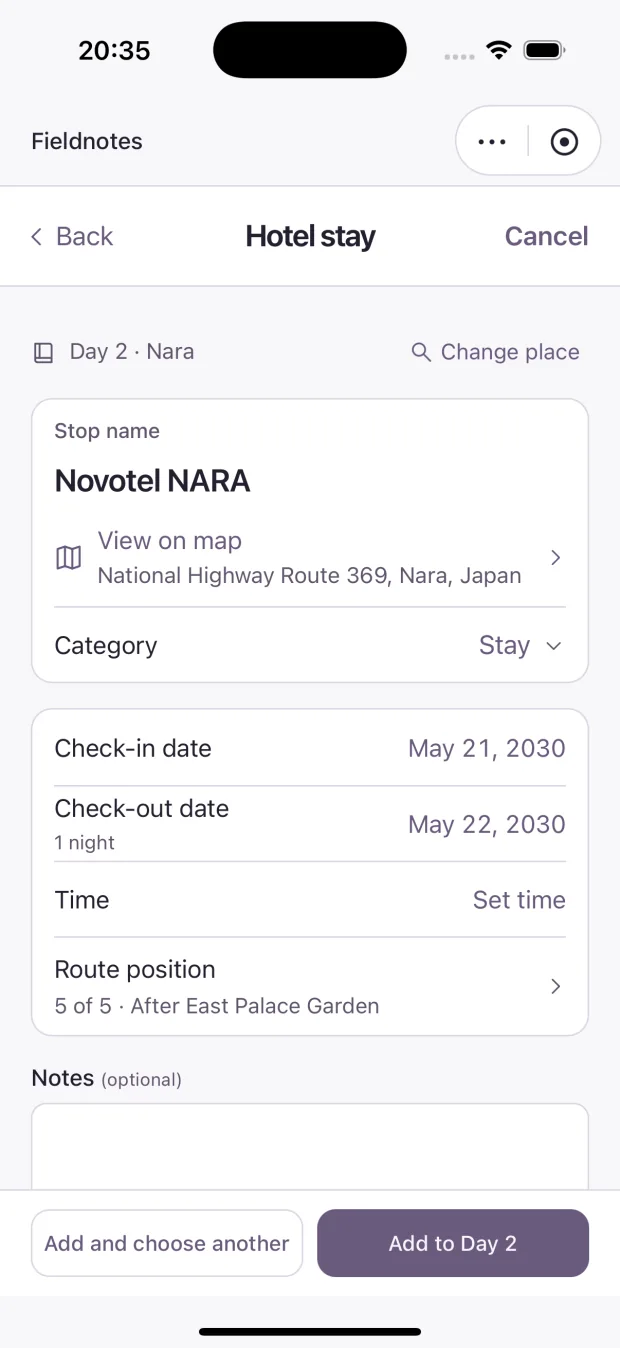 20:35
Fieldnotes
Back
Hotel stay
Cancel
Day 2 · Nara
Change place
Stop name
Novotel NARA
View on map
National Highway Route 369, Nara, Japan
Category
Stay
Check-in date
May 21, 2030
Check-out date
1 night
May 22, 2030
Time
Set time
Route position
5 of 5 · After East Palace Garden
Notes (optional)
Add and choose another
Add to Day 2